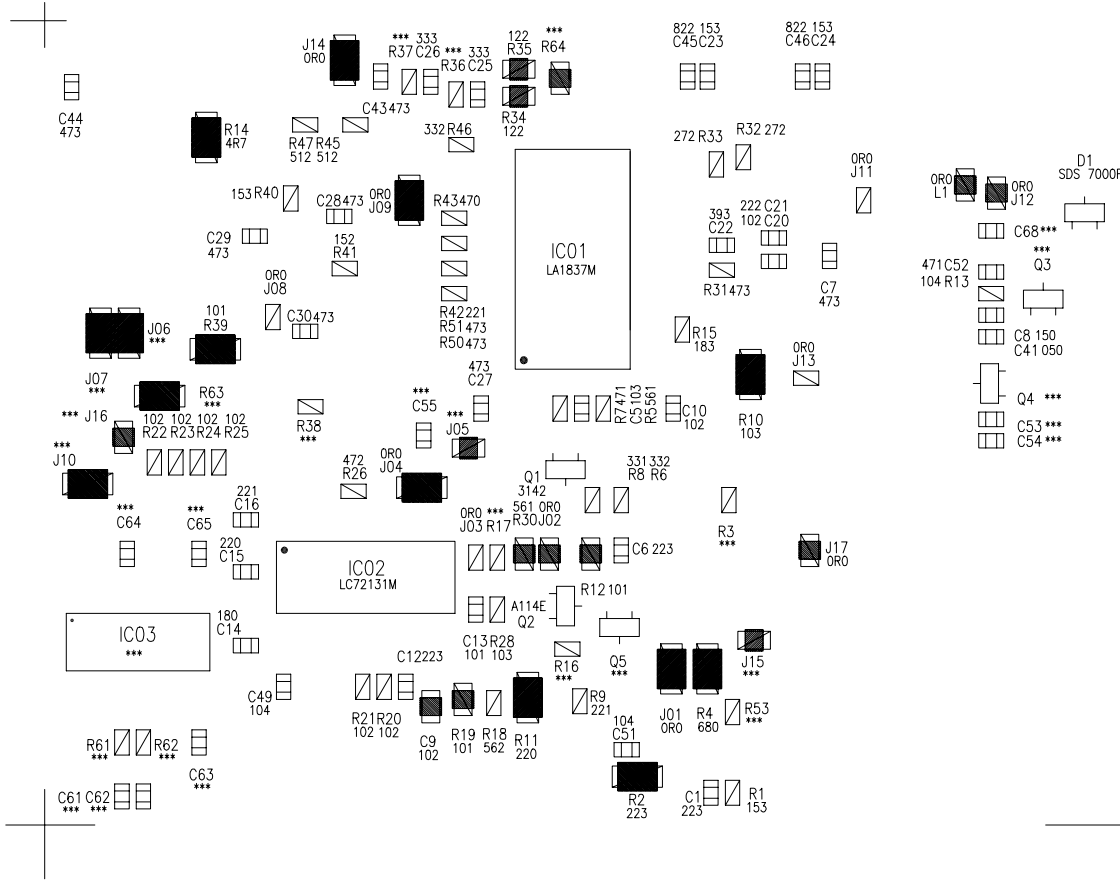 822 153 822 153
C45 C23 C46 C24
J14 *** 333
0R0 R37 C26 *** 333
R36 C25
122 ***
R35 R64
C44
473
R14
4R7
C43 473
R34
122
332 R46
R47 R45
512 512
272 R33 R32 272
153 R40
C28 473
0R0
J09
R43 470
0R0
J11
0R0
L1
0R0
J12
D1
SDS 7000F
C29
473
152
R41
IC01
LA1837M
393
C22
222 C21
102 C20
C68 ***
***
Q3
471 C52
104 R13
0R0
J08
R31 473
C7
473
C30 473
R42 221
R51 473
R50 473
101
R39
J06
***
R15
183
C8 150
C41 050
0R0
J13
J07
***
R63
***
473
C27
***
C55
***
J05
R7 471
C5 103
R5 561
C10
102
R10
103
Q4 ***
C53 ***
C54 ***
*** J16
102 102 102 102
R22 R23 R24 R25
R38
***
***
J10
472
R26
0R0
J04
Q1
3142
331 332
R8 R6
221
C16
***
C64
***
C65
0R0 ***
J03 R17
561 0R0
R30 J02
R3
***
220
C15
IC02
LC72131M
C6 223
J17
0R0
180
C14
IC03
***
A114E
Q2
R12 101
C13 R28
101 103
R16
***
Q5
***
J15
***
C12 223
C49
104
R21 R20
102 102
C9
102
R19
101
R18
562
R11
220
R9
221
104
C51
J01
0R0
R4
680
R53
***
R61
***
R62
***
C63
***
C61 C62
*** ***
R2
223
C1
223
R1
153